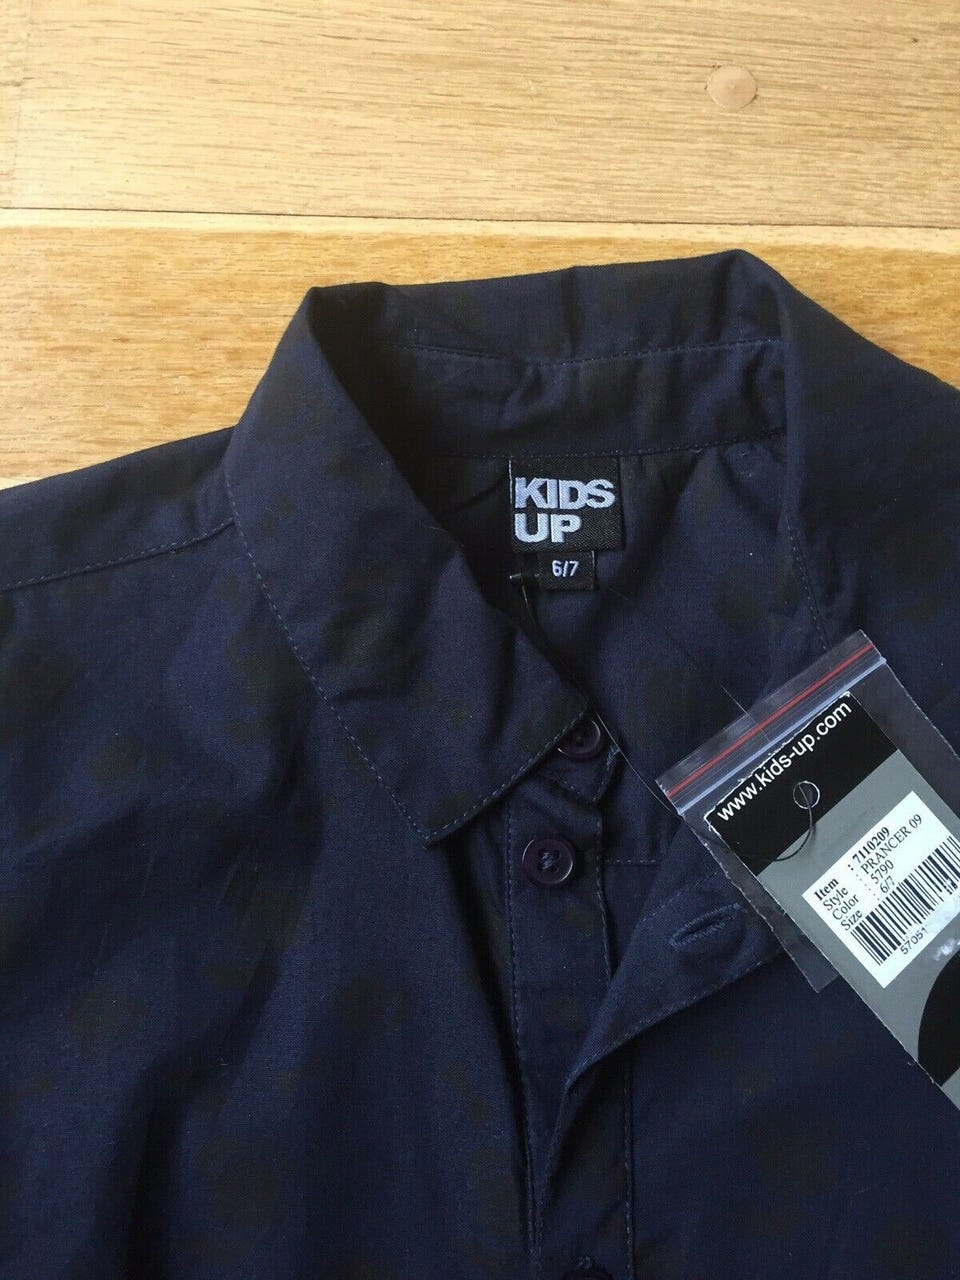 KIDS
UP
6/7
www.kids-up.com
Item : 7110209
Style : PRANCER 09
Color : 5790
Size : 6/7